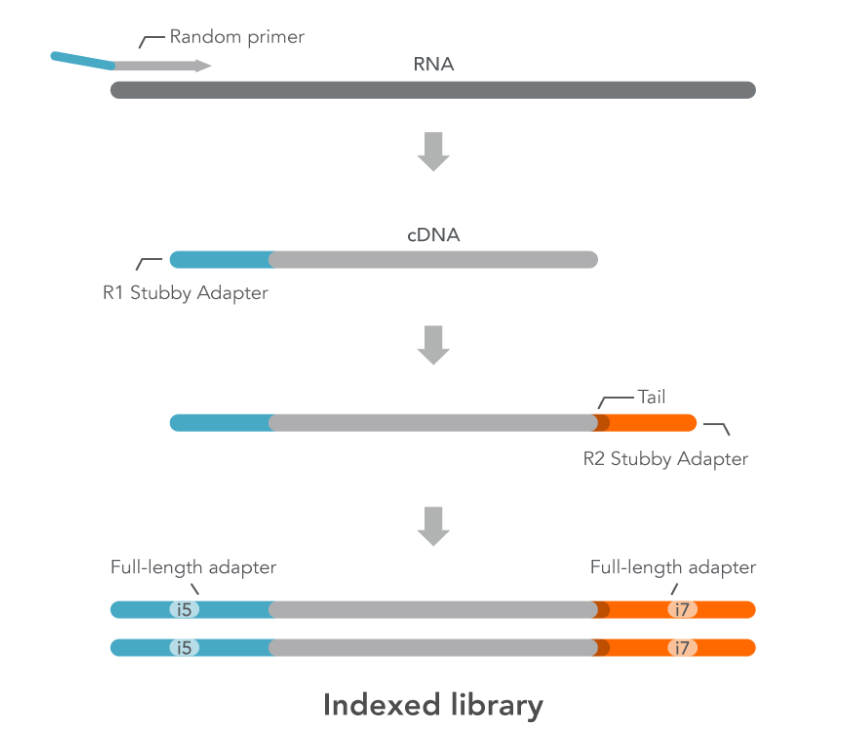 Random primer
RNA
cDNA
R1 Stubby Adapter
Tail
R2 Stubby Adapter
Full-length adapter
Full-length adapter
i5
i7
i5
i7
Indexed library